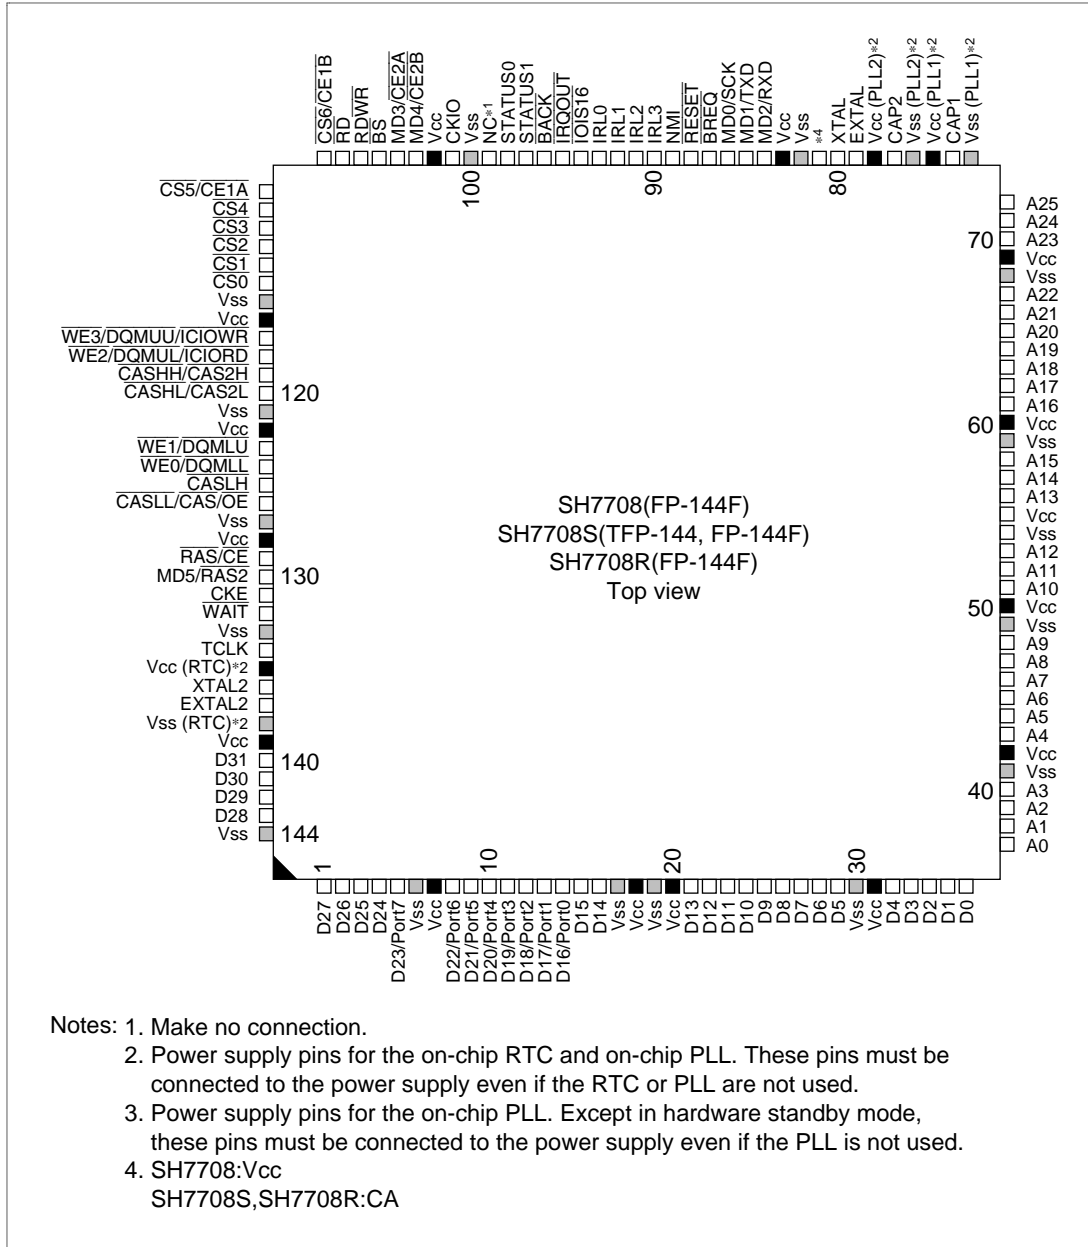 CS6/CE1B
RD
RDWR
BS
MD3/CE2A
MD4/CE2B
Vcc
CKIO
Vss
NC*1
STATUS0
STATUS1
BACK
IRQOUT
IOIS16
IRL0
IRL1
IRL2
IRL3
NMI
RESET
BREQ
MD0/SCK
MD1/TXD
MD2/RXD
Vcc
Vss
*4
XTAL
EXTAL
Vcc (PLL2)*2
CAP2
Vss (PLL2)*2
Vcc (PLL1)*2
CAP1
Vss (PLL1)*2
100
90
80
CS5/CE1A
CS4
CS3
CS2
CS1
CS0
Vss
Vcc
WE3/DQMUU/ICIOWR
WE2/DQMUL/ICIORD
CASHH/CAS2H
CASHL/CAS2L
Vss
Vcc
WE1/DQMLU
WE0/DQMLL
CASLH
CASLL/CAS/OE
Vss
Vcc
RAS/CE
MD5/RAS2
CKE
WAIT
Vss
TCLK
Vcc (RTC)*2
XTAL2
EXTAL2
Vss (RTC)*2
Vcc
D31
D30
D29
D28
Vss
120
130
140
144
SH7708(FP-144F)
SH7708S(TFP-144, FP-144F)
SH7708R(FP-144F)
Top view
70
60
50
40
A25
A24
A23
Vcc
Vss
A22
A21
A20
A19
A18
A17
A16
Vcc
Vss
A15
A14
A13
Vcc
Vss
A12
A11
A10
Vcc
Vss
A9
A8
A7
A6
A5
A4
Vcc
Vss
A3
A2
A1
A0
1
10
20
30
D27
D26
D25
D24
D23/Port7
Vss
Vcc
D22/Port6
D21/Port5
D20/Port4
D19/Port3
D18/Port2
D17/Port1
D16/Port0
D15
D14
Vss
Vcc
Vss
Vcc
D13
D12
D11
D10
D9
D8
D7
D6
D5
Vss
Vcc
D4
D3
D2
D1
D0
Notes: 1. Make no connection.
2. Power supply pins for the on-chip RTC and on-chip PLL. These pins must be
connected to the power supply even if the RTC or PLL are not used.
3. Power supply pins for the on-chip PLL. Except in hardware standby mode,
these pins must be connected to the power supply even if the PLL is not used.
4. SH7708:Vcc
SH7708S,SH7708R:CA